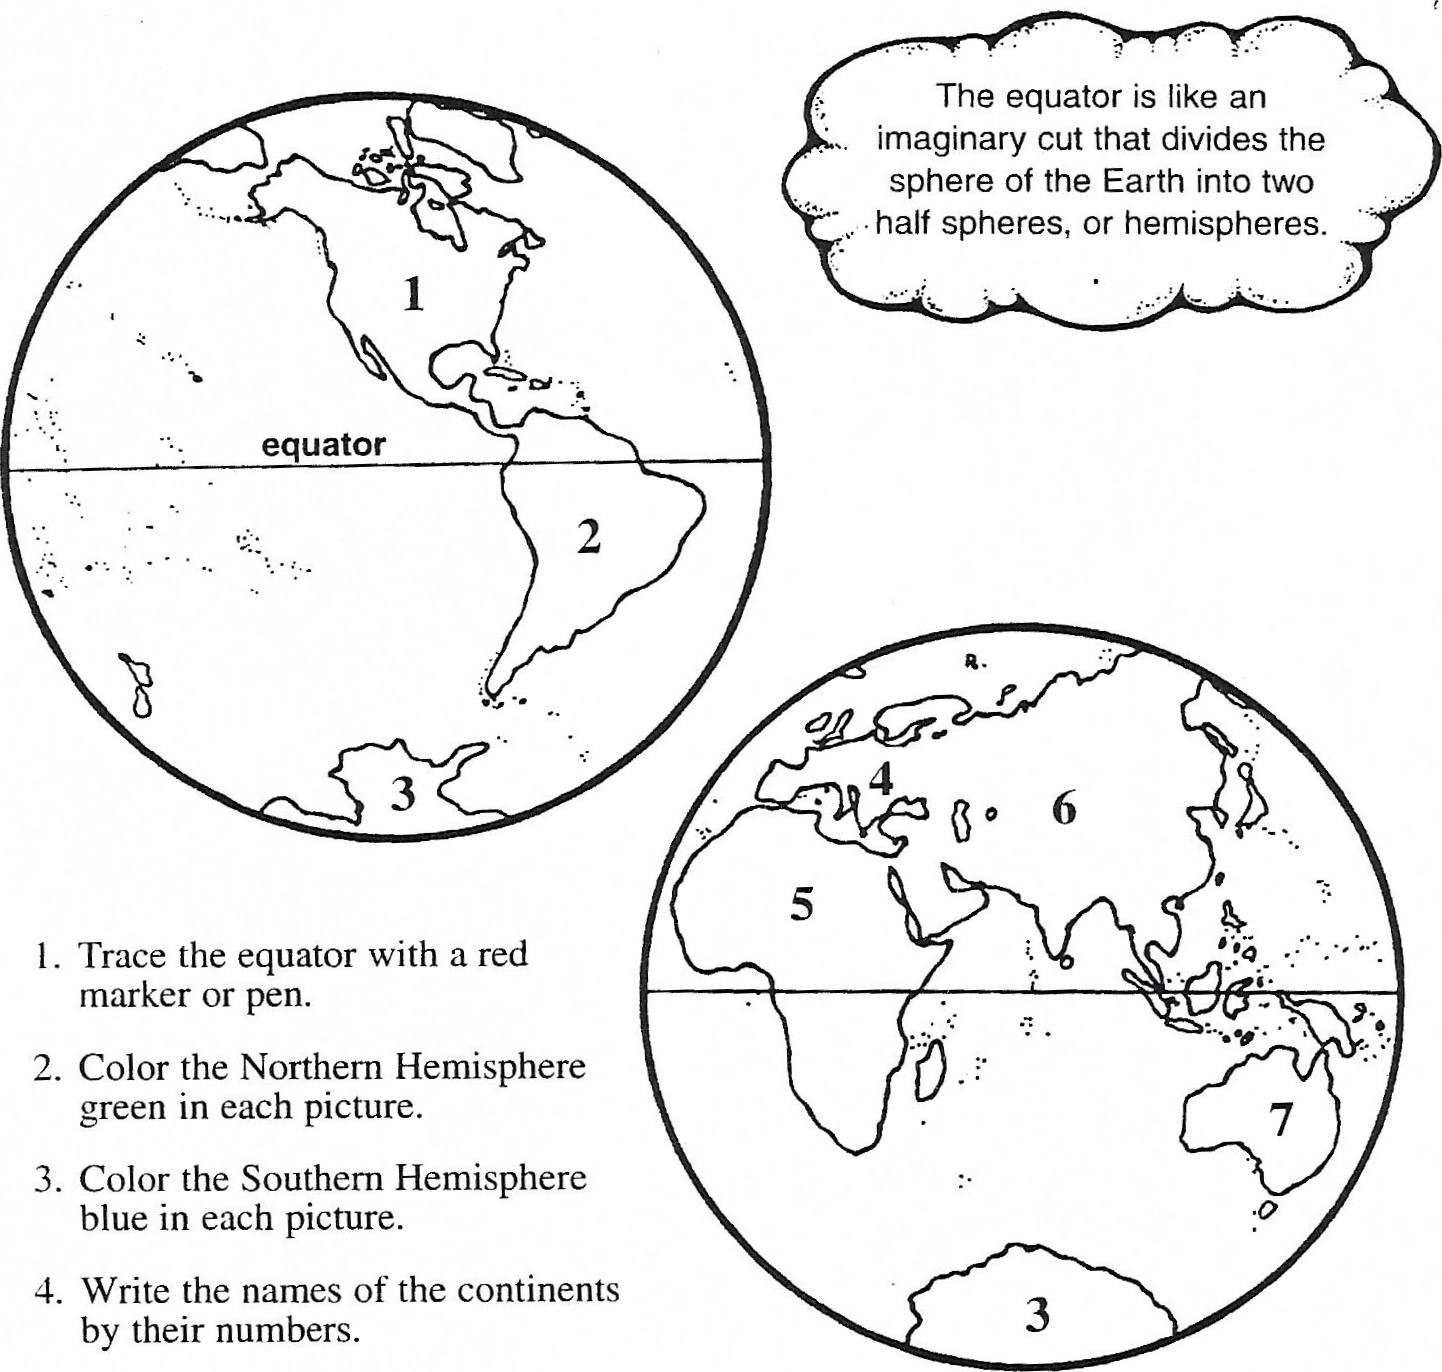 The equator is like an
imaginary cut that divides the
sphere of the Earth into two
half spheres, or hemispheres.
1
equator
2
3
4
6
5
7
3
1. Trace the equator with a red
marker or pen.
2. Color the Northern Hemisphere
green in each picture.
3. Color the Southern Hemisphere
blue in each picture.
4. Write the names of the continents
by their numbers.